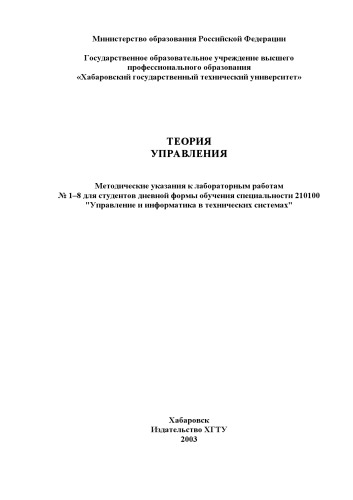 Министерство образования Российской Федерации
Государственное образовательное учреждение высшего
профессионального образования
«Хабаровский государственный технический университет»
ТЕОРИЯ
УПРАВЛЕНИЯ
Методические указания к лабораторным работам
№ 1–8 для студентов дневной формы обучения специальности 210100
"Управление и информатика в технических системах"
Хабаровск
Издательство ХГТУ
2003